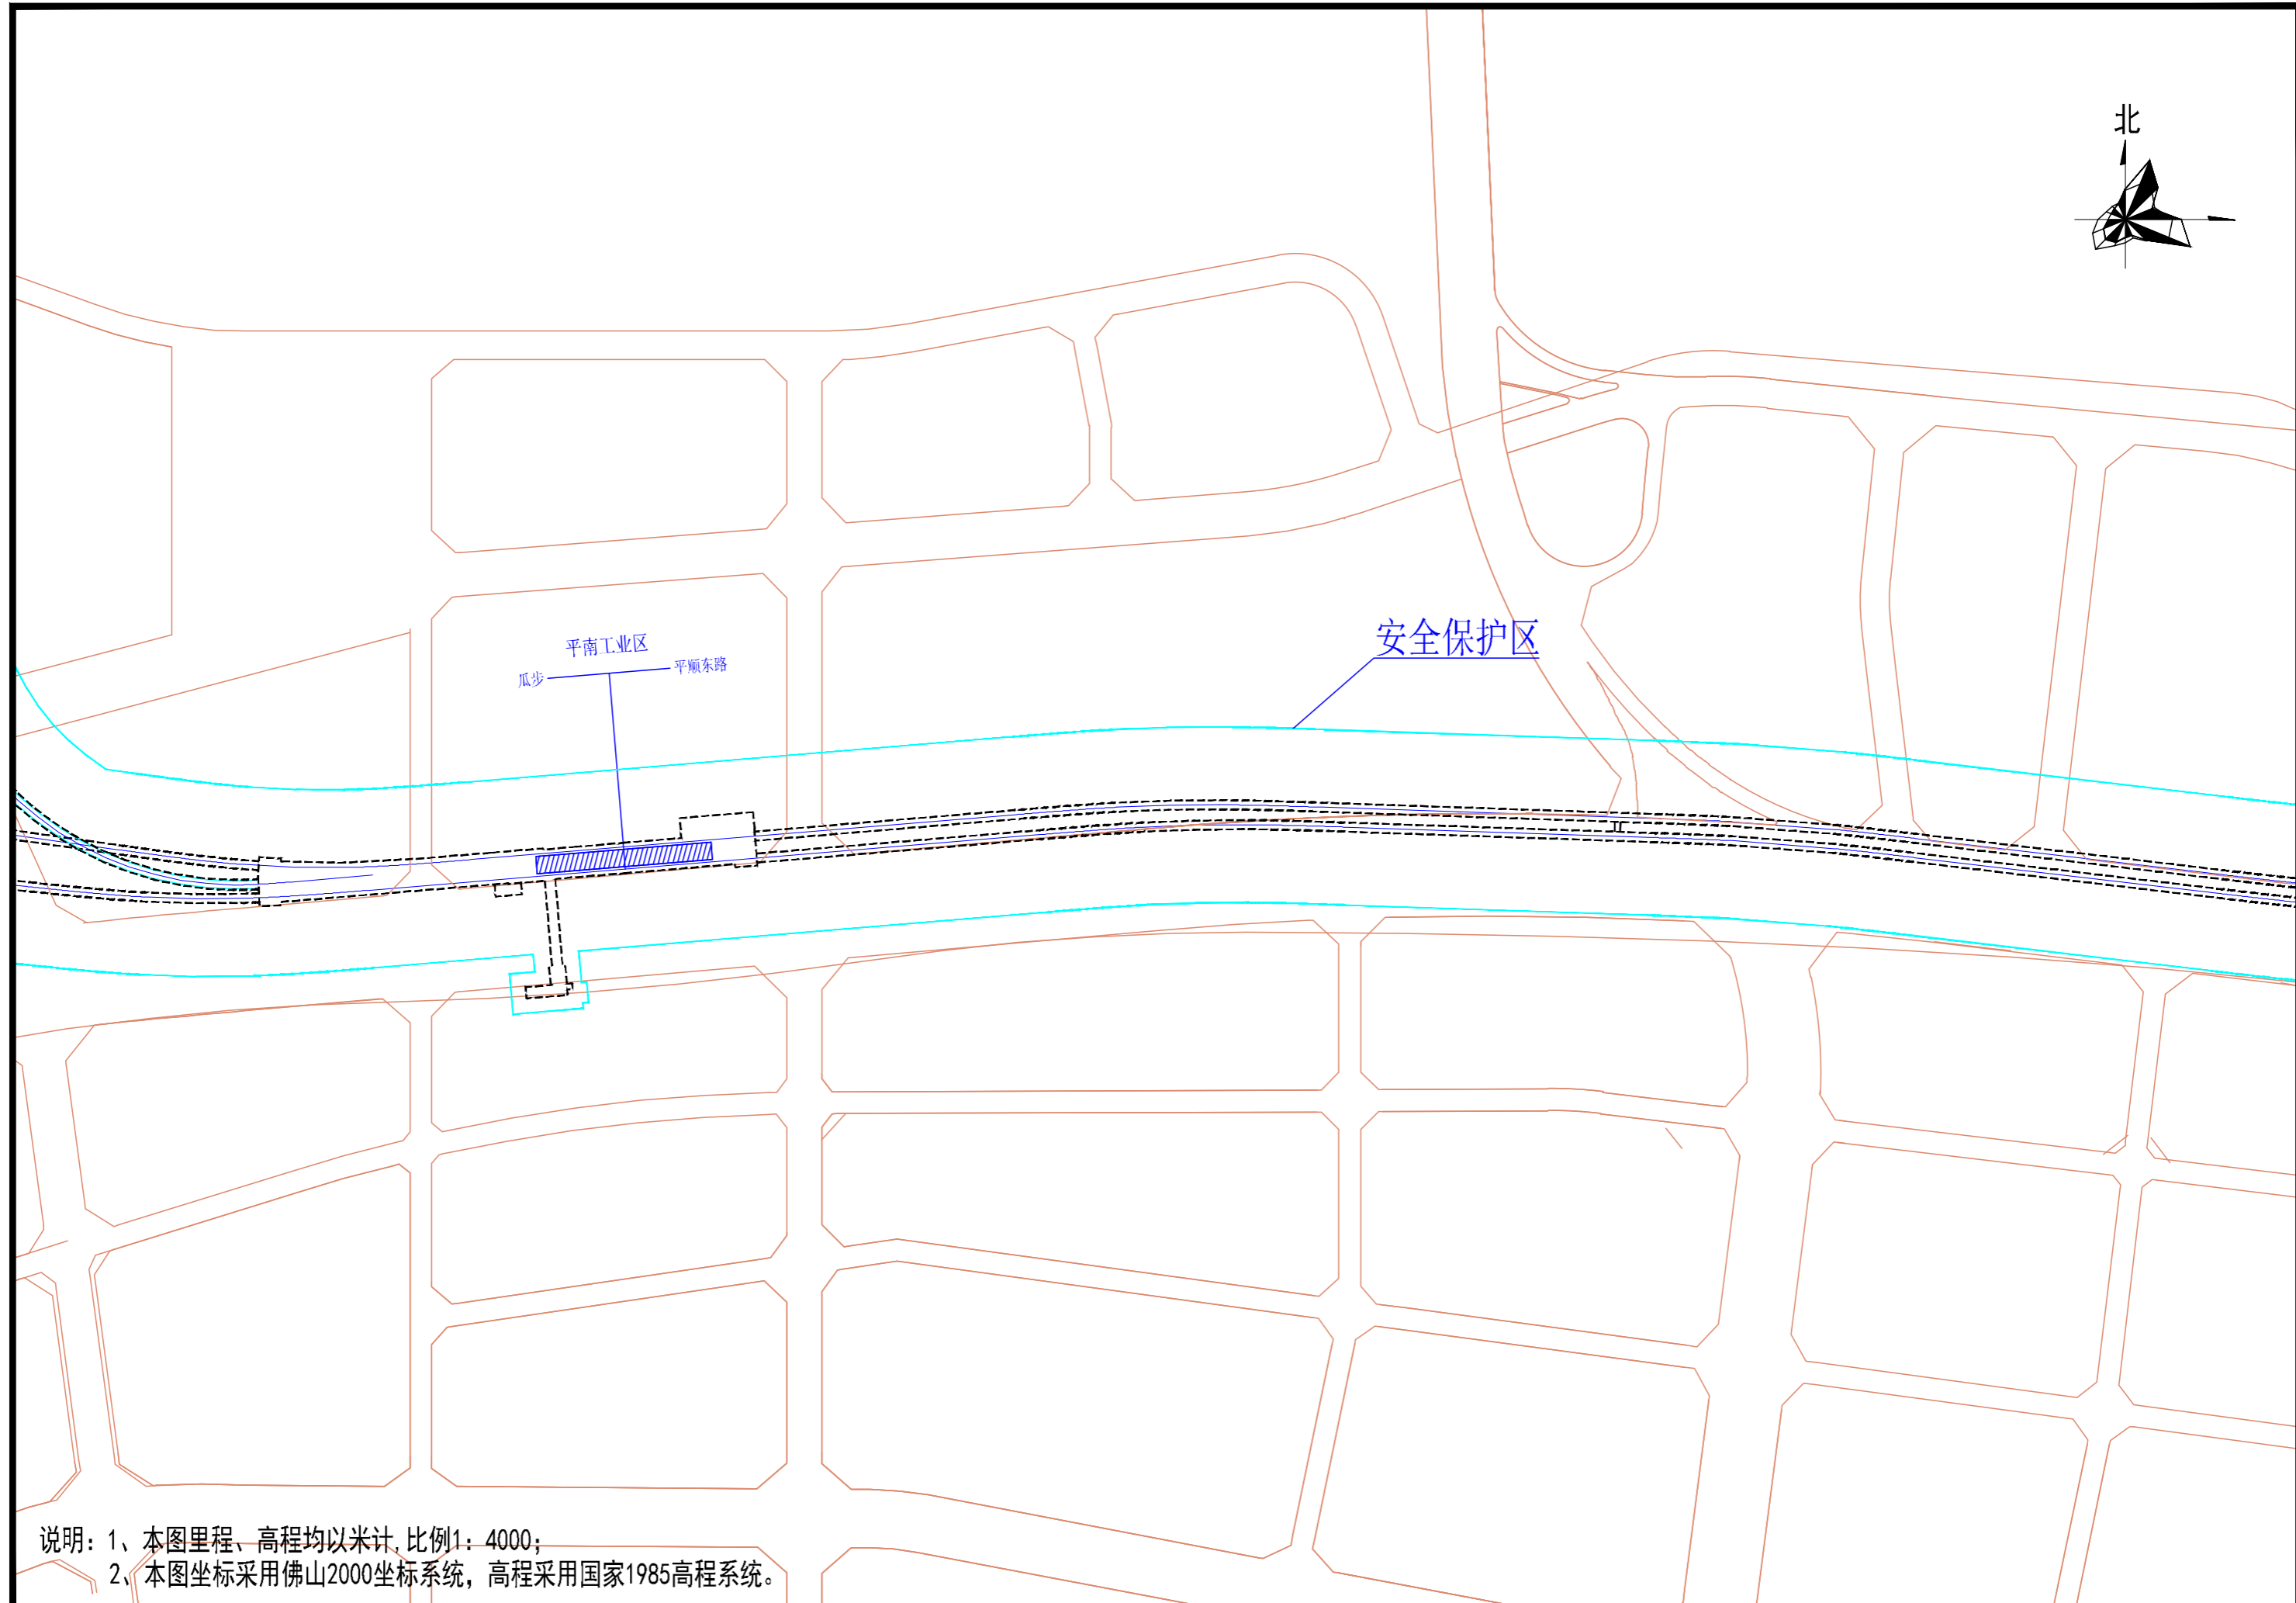 北
安全保护区
平南工业区
瓜步
平顺东路
说明：1、本图里程、高程均以米计,比例1：4000；
2、本图坐标采用佛山2000坐标系统，高程采用国家1985高程系统。